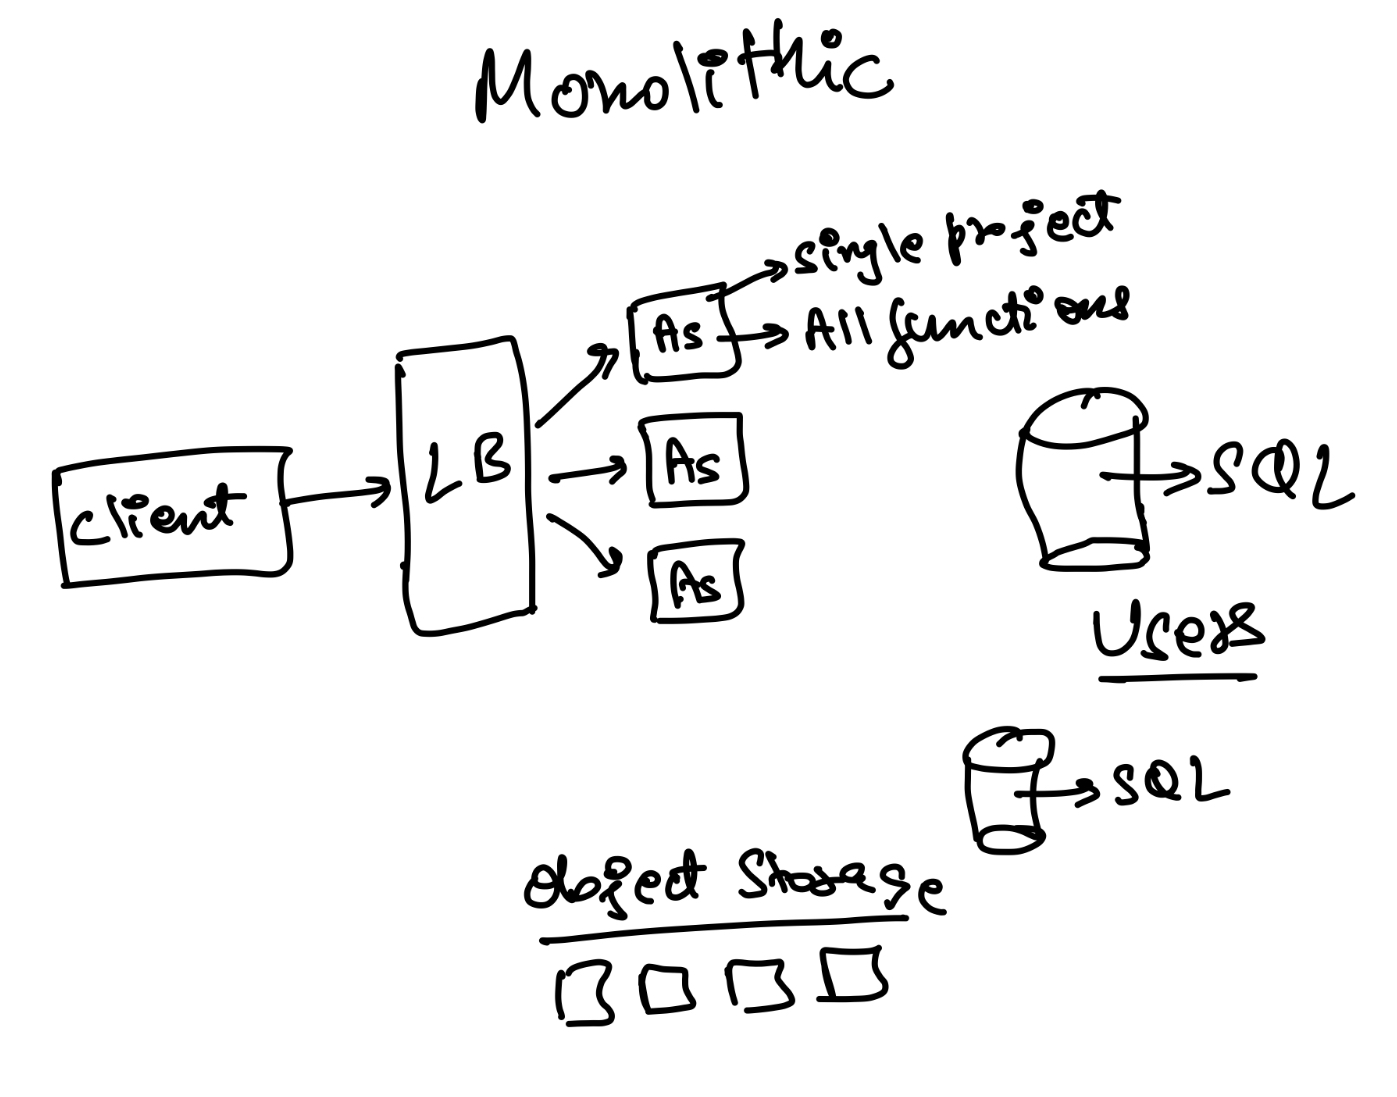 Monolithic
single project
All functions
As
LB
client
As
As
SQL
Users
SQL
Object Storage